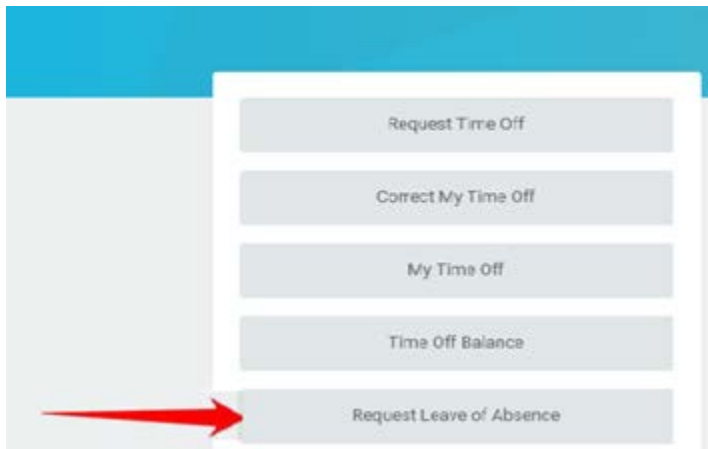 Request Time Off
Correct My Time Off
My Time Off
Time Off Balance
Request Leave of Absence